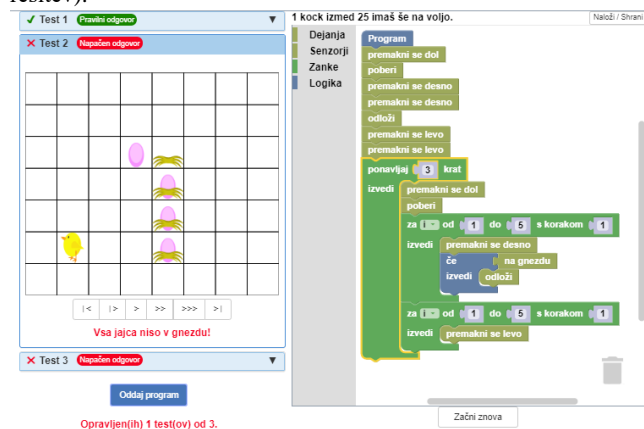 rešitev).
✓ Test 1 Pravilni odgovor ▼
✕ Test 2 Napačen odgovor
|< |> > >> >>> >|
Vsa jajca niso v gnezdu!
✕ Test 3 Napačen odgovor ▼
Oddaj program
Opravljen(ih) 1 test(ov) od 3.
1 kock izmed 25 imaš še na voljo.
Naloži / Shrani
Dejanja
Senzorji
Zanke
Logika
Program
premakni se dol
poberi
premakni se desno
premakni se desno
odloži
premakni se levo
premakni se levo
ponavljaj 3 krat
izvedi premakni se dol
poberi
za i od 1 do 5 s korakom 1
izvedi premakni se desno
če na gnezdu
izvedi odloži
za i od 1 do 5 s korakom 1
izvedi premakni se levo
Začni znova